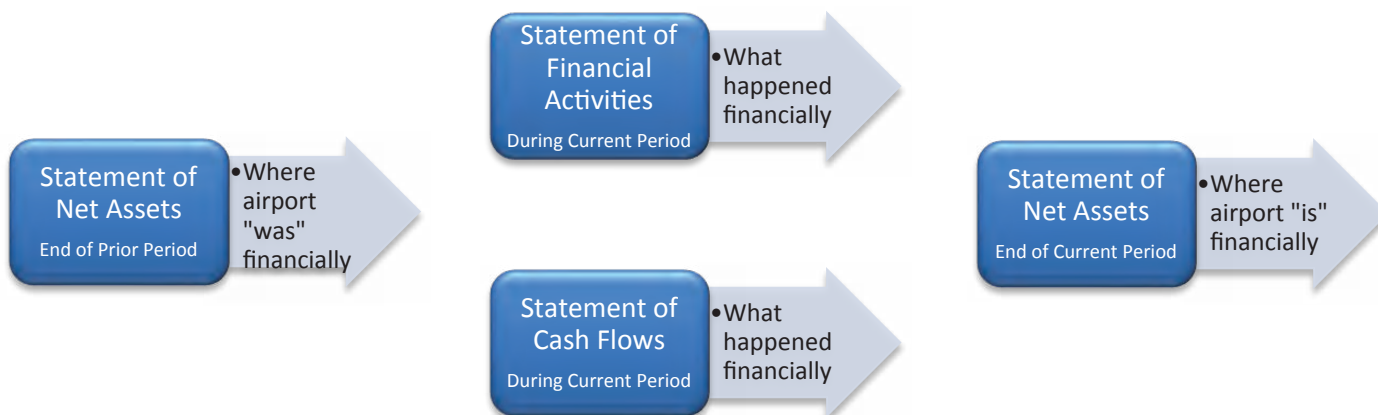 Statement of
Net Assets
End of Prior Period
•Where
airport
"was"
financially
Statement of
Financial
Activities
During Current Period
•What
happened
financially
Statement of
Cash Flows
During Current Period
•What
happened
financially
Statement of
Net Assets
End of Current Period
•Where
airport "is"
financially